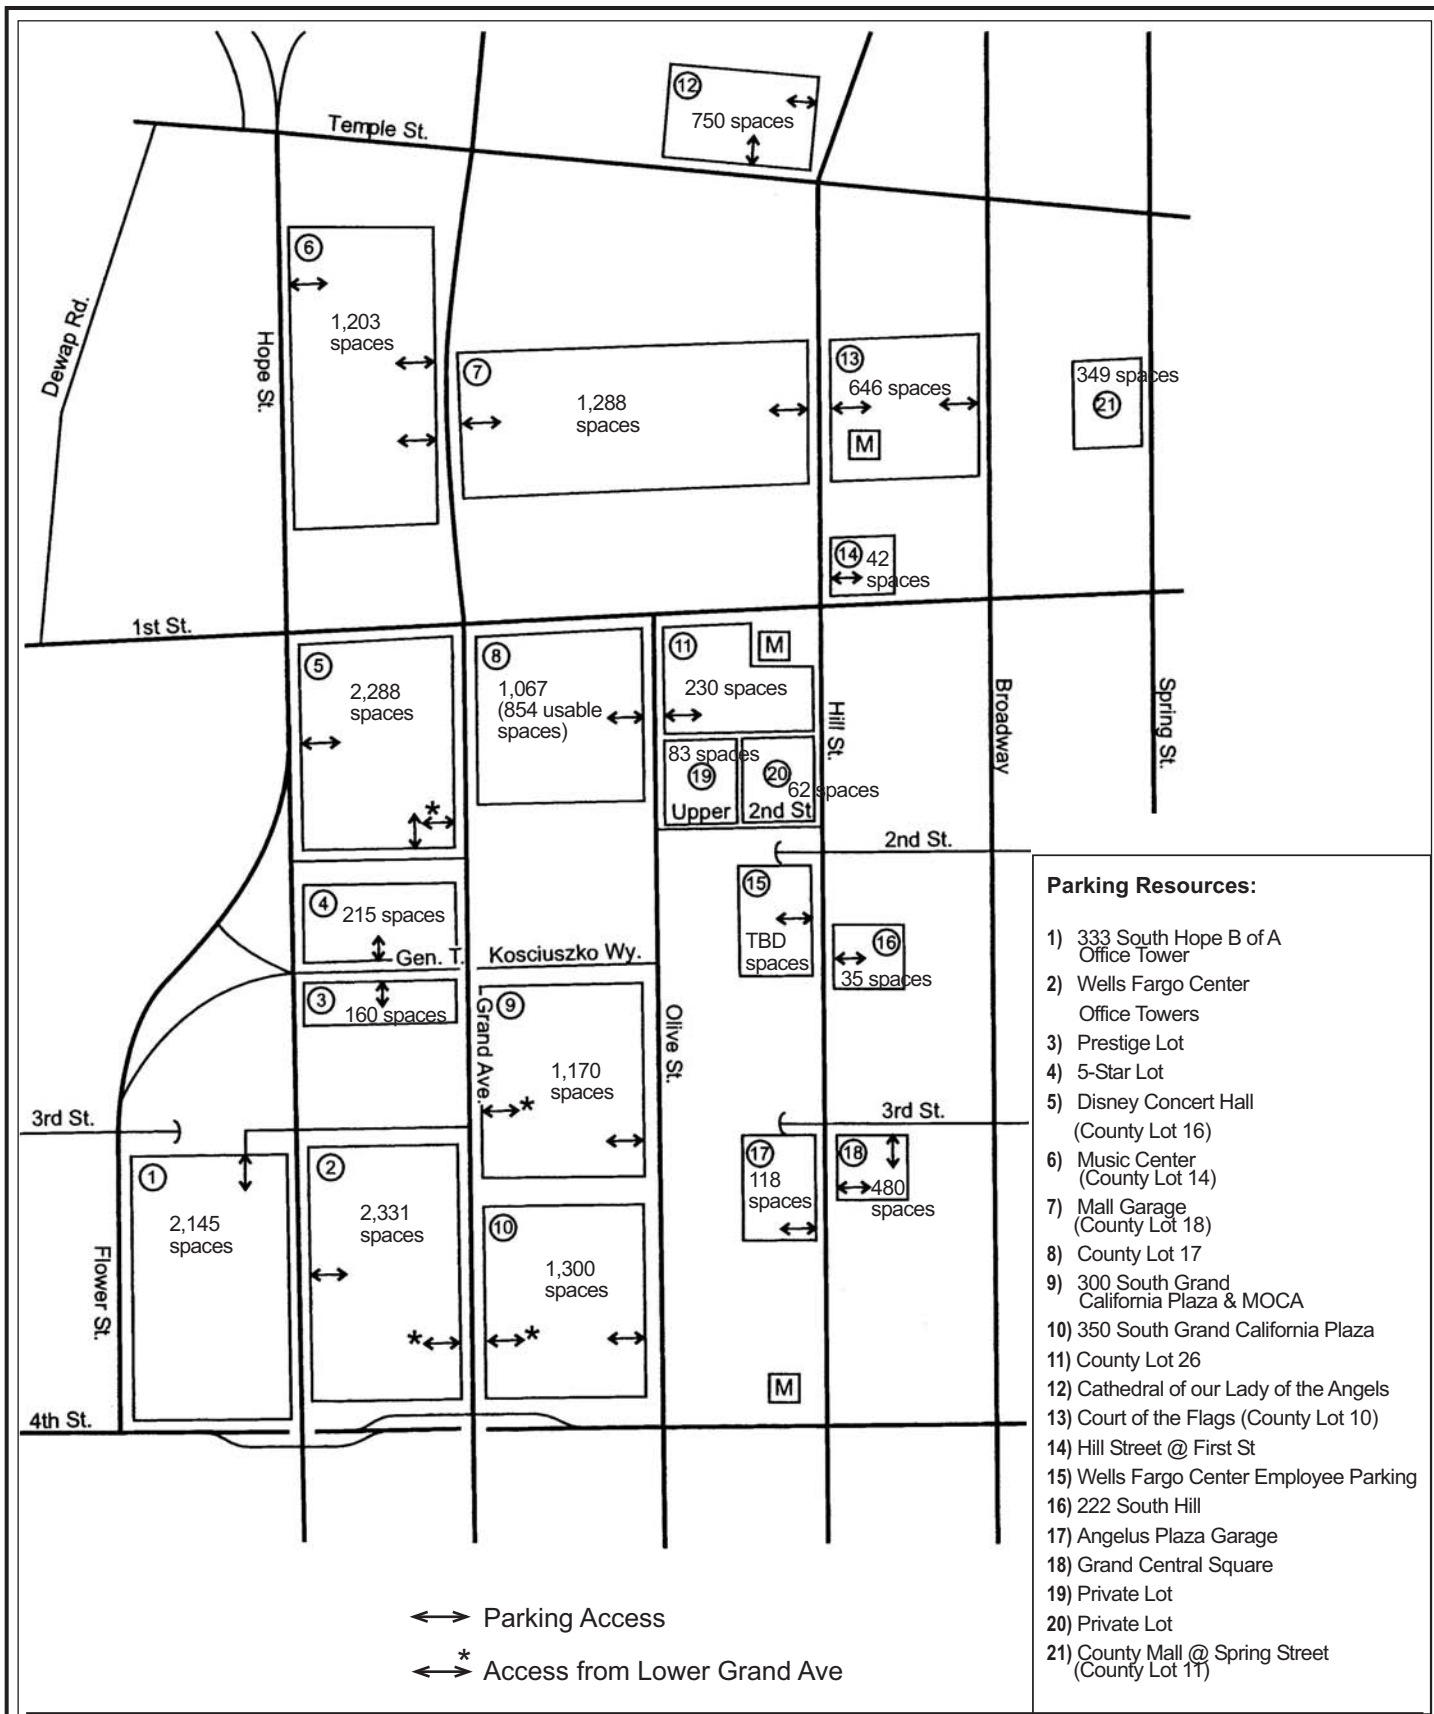 12
750 spaces
Temple St.
6
1,203
spaces
Dewap Rd.
Hope St.
7
1,288
spaces
13
646 spaces
M
349 spaces
21
14
42
spaces
1st St.
5
2,288
spaces
*
8
1,067
(854 usable
spaces)
11
M
230 spaces
83 spaces
19
Upper
20
62 spaces
2nd St
Hill St.
Broadway
Spring St.
2nd St.
4
215 spaces
Gen. T. Kosciuszko Wy.
3
160 spaces
15
TBD
spaces
16
35 spaces
Grand Ave.
9
1,170
spaces
*
Olive St.
3rd St.
3rd St.
1
2,145
spaces
2
2,331
spaces
*
10
1,300
spaces
*
17
118
spaces
18
480
spaces
Flower St.
M
4th St.
Parking Access
*
Access from Lower Grand Ave
Parking Resources:
1) 333 South Hope B of A
Office Tower
2) Wells Fargo Center
Office Towers
3) Prestige Lot
4) 5-Star Lot
5) Disney Concert Hall
(County Lot 16)
6) Music Center
(County Lot 14)
7) Mall Garage
(County Lot 18)
8) County Lot 17
9) 300 South Grand
California Plaza & MOCA
10) 350 South Grand California Plaza
11) County Lot 26
12) Cathedral of our Lady of the Angels
13) Court of the Flags (County Lot 10)
14) Hill Street @ First St
15) Wells Fargo Center Employee Parking
16) 222 South Hill
17) Angelus Plaza Garage
18) Grand Central Square
19) Private Lot
20) Private Lot
21) County Mall @ Spring Street
(County Lot 11)